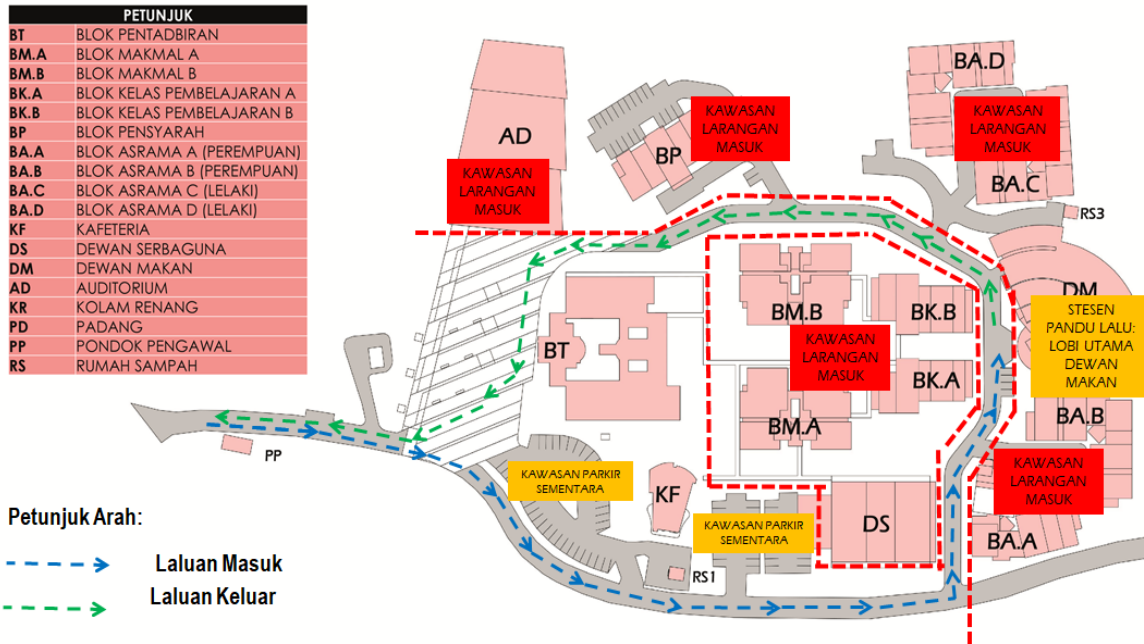 PETUNJUK
BT BLOK PENTADBIRAN
BM.A BLOK MAKMAL A
BM.B BLOK MAKMAL B
BK.A BLOK KELAS PEMBELAJARAN A
BK.B BLOK KELAS PEMBELAJARAN B
BP BLOK PENSYARAH
BA.A BLOK ASRAMA A (PEREMPUAN)
BA.B BLOK ASRAMA B (PEREMPUAN)
BA.C BLOK ASRAMA C (LELAKI)
BA.D BLOK ASRAMA D (LELAKI)
KF KAFETERIA
DS DEWAN SERBAGUNA
DM DEWAN MAKAN
AD AUDITORIUM
KR KOLAM RENANG
PD PADANG
PP PONDOK PENGAWAL
RS RUMAH SAMPAH
AD
KAWASAN
LARANGAN
MASUK
BP
KAWASAN
LARANGAN
MASUK
BA.D
KAWASAN
LARANGAN
MASUK
BA.C
RS3
DM
STESEN
PANDU LALU:
LOBI UTAMA
DEWAN
MAKAN
BM.B
BK.B
KAWASAN
LARANGAN
MASUK
BT
BK.A
BM.A
BA.B
KAWASAN
LARANGAN
MASUK
BA.A
PP
KAWASAN PARKIR
SEMENTARA
KF
KAWASAN PARKIR
SEMENTARA
DS
RS1
Petunjuk Arah:
Laluan Masuk
Laluan Keluar